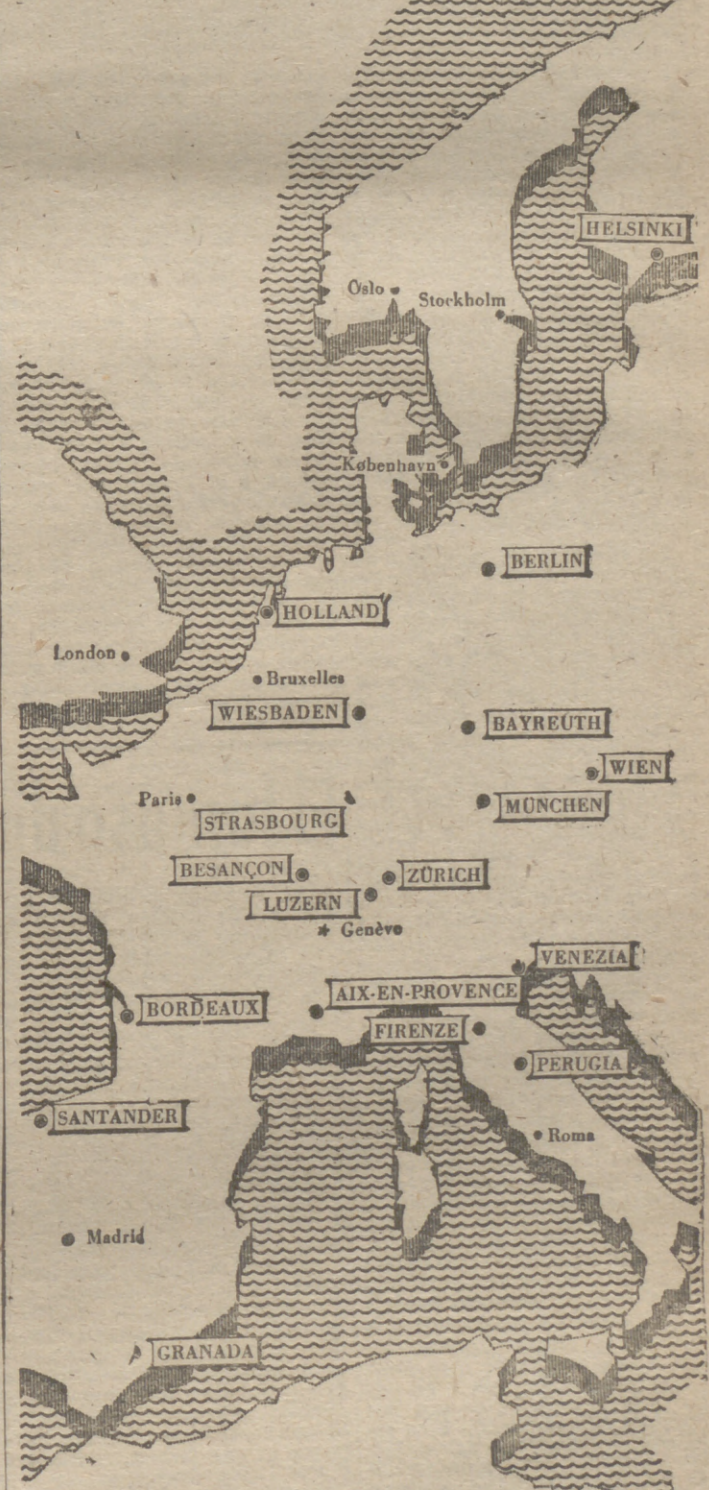 HELSINKI
Oslo
Stockholm
København
BERLIN
HOLLAND
London
Bruxelles
WIESBADEN
BAYREUTH
WIEN
Paris
MÜNCHEN
STRASBOURG
BESANÇON
ZÜRICH
LUZERN
Genève
VENEZIA
AIX-EN-PROVENCE
BORDEAUX
FIRENZE
PERUGIA
SANTANDER
Roma
Madrid
GRANADA